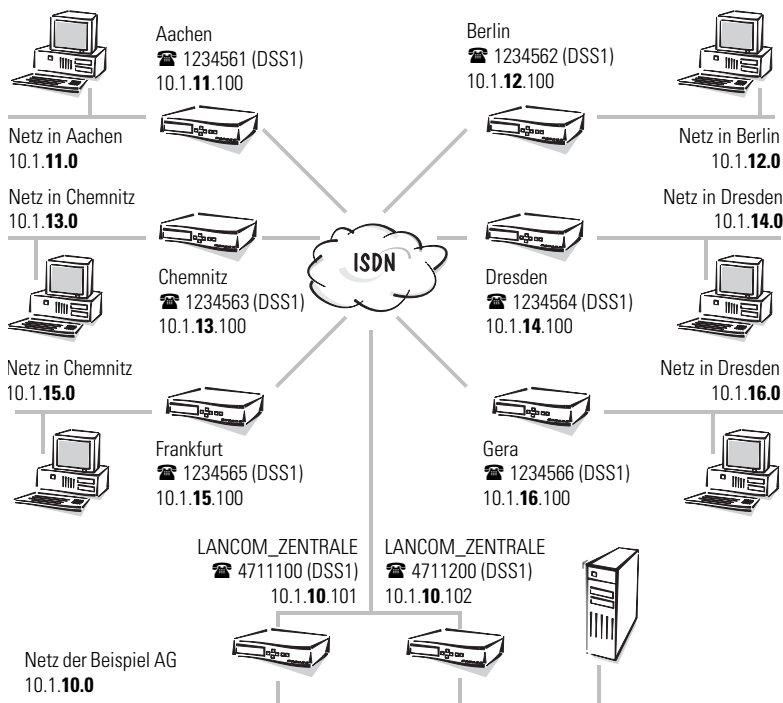 Aachen
☎ 1234561 (DSS1)
10.1.11.100
Berlin
☎ 1234562 (DSS1)
10.1.12.100
Netz in Aachen
10.1.11.0
Netz in Berlin
10.1.12.0
Netz in Chemnitz
10.1.13.0
Netz in Dresden
10.1.14.0
ISDN
Chemnitz
☎ 1234563 (DSS1)
10.1.13.100
Dresden
☎ 1234564 (DSS1)
10.1.14.100
Netz in Chemnitz
10.1.15.0
Netz in Dresden
10.1.16.0
Frankfurt
☎ 1234565 (DSS1)
10.1.15.100
Gera
☎ 1234566 (DSS1)
10.1.16.100
LANCOM_ZENTRALE
☎ 4711100 (DSS1)
10.1.10.101
LANCOM_ZENTRALE
☎ 4711200 (DSS1)
10.1.10.102
Netz der Beispiel AG
10.1.10.0